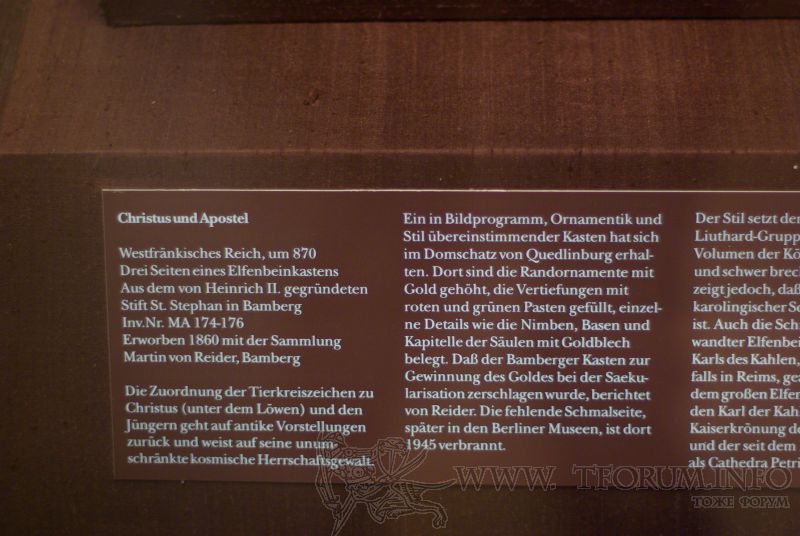 Christus und Apostel
Westfränkisches Reich, um 870
Drei Seiten eines Elfenbeinkastens
Aus dem von Heinrich II. gegründeten
Stift St. Stephan in Bamberg
Inv.Nr. MA 174-176
Erworben 1860 mit der Sammlung
Martin von Reider, Bamberg
Die Zuordnung der Tierkreiszeichen zu
Christus (unter dem Löwen) und den
Jüngern geht auf antike Vorstellungen
zurück und weist auf seine unum-
schränkte kosmische Herrschaftsgewalt.
Ein in Bildprogramm, Ornamentik und
Stil übereinstimmender Kasten hat sich
im Domschatz von Quedlinburg erhal-
ten. Dort sind die Randornamente mit
Gold gehöht, die Vertiefungen mit
roten und grünen Pasten gefüllt, einzel-
ne Details wie die Nimben, Basen und
Kapitelle der Säulen mit Goldblech
belegt. Daß der Bamberger Kasten zur
Gewinnung des Goldes bei der Saeku-
larisation zerschlagen wurde, berichtet
von Reider. Die fehlende Schmalseite,
später in den Berliner Museen, ist dort
1945 verbrannt.
Der Stil setzt
Liuthard-Grupp
Volumen der Kö
und schwer brec
zeigt jedoch, daß
karolingischer
ist. Auch die Sch
wandter Elfenbei
Karls des Kahlen,
falls in Reims,
dem großen Elfen
den Karl der Kah
Kaiserkrönung
und der seit dem
als Cathedra Petri
WWW.TFORUM.INFO
ТОЖЕ ФОРУМ